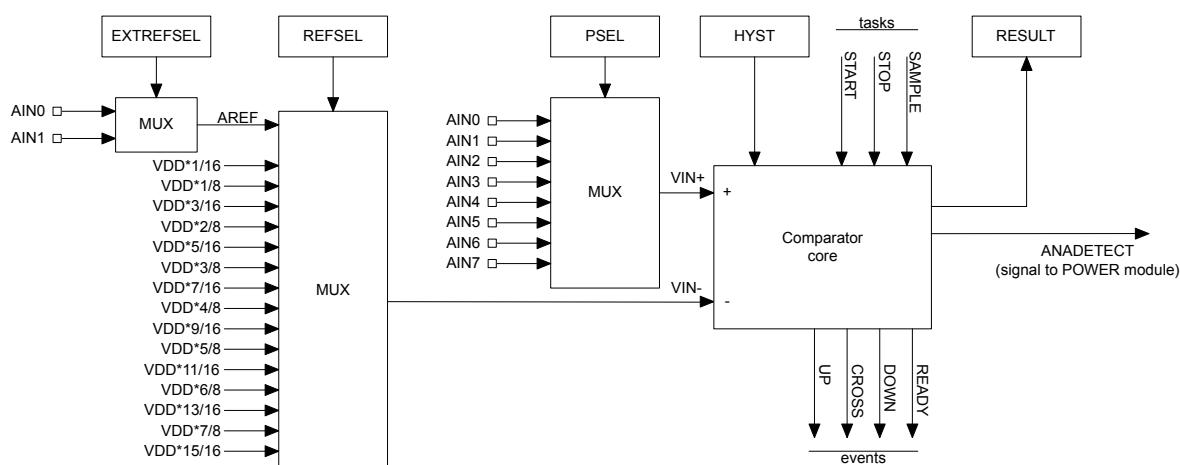 EXTREFSEL
REFSEL
PSEL
HYST
tasks
START
STOP
SAMPLE
RESULT
AIN0
AIN1
MUX
AREF
VDD*1/16
VDD*1/8
VDD*3/16
VDD*2/8
VDD*5/16
VDD*3/8
VDD*7/16
VDD*4/8
VDD*9/16
VDD*5/8
VDD*11/16
VDD*6/8
VDD*13/16
VDD*7/8
VDD*15/16
MUX
AIN0
AIN1
AIN2
AIN3
AIN4
AIN5
AIN6
AIN7
MUX
VIN+
+
VIN-
-
Comparator
core
ANADETECT
(signal to POWER module)
UP
CROSS
DOWN
READY
events